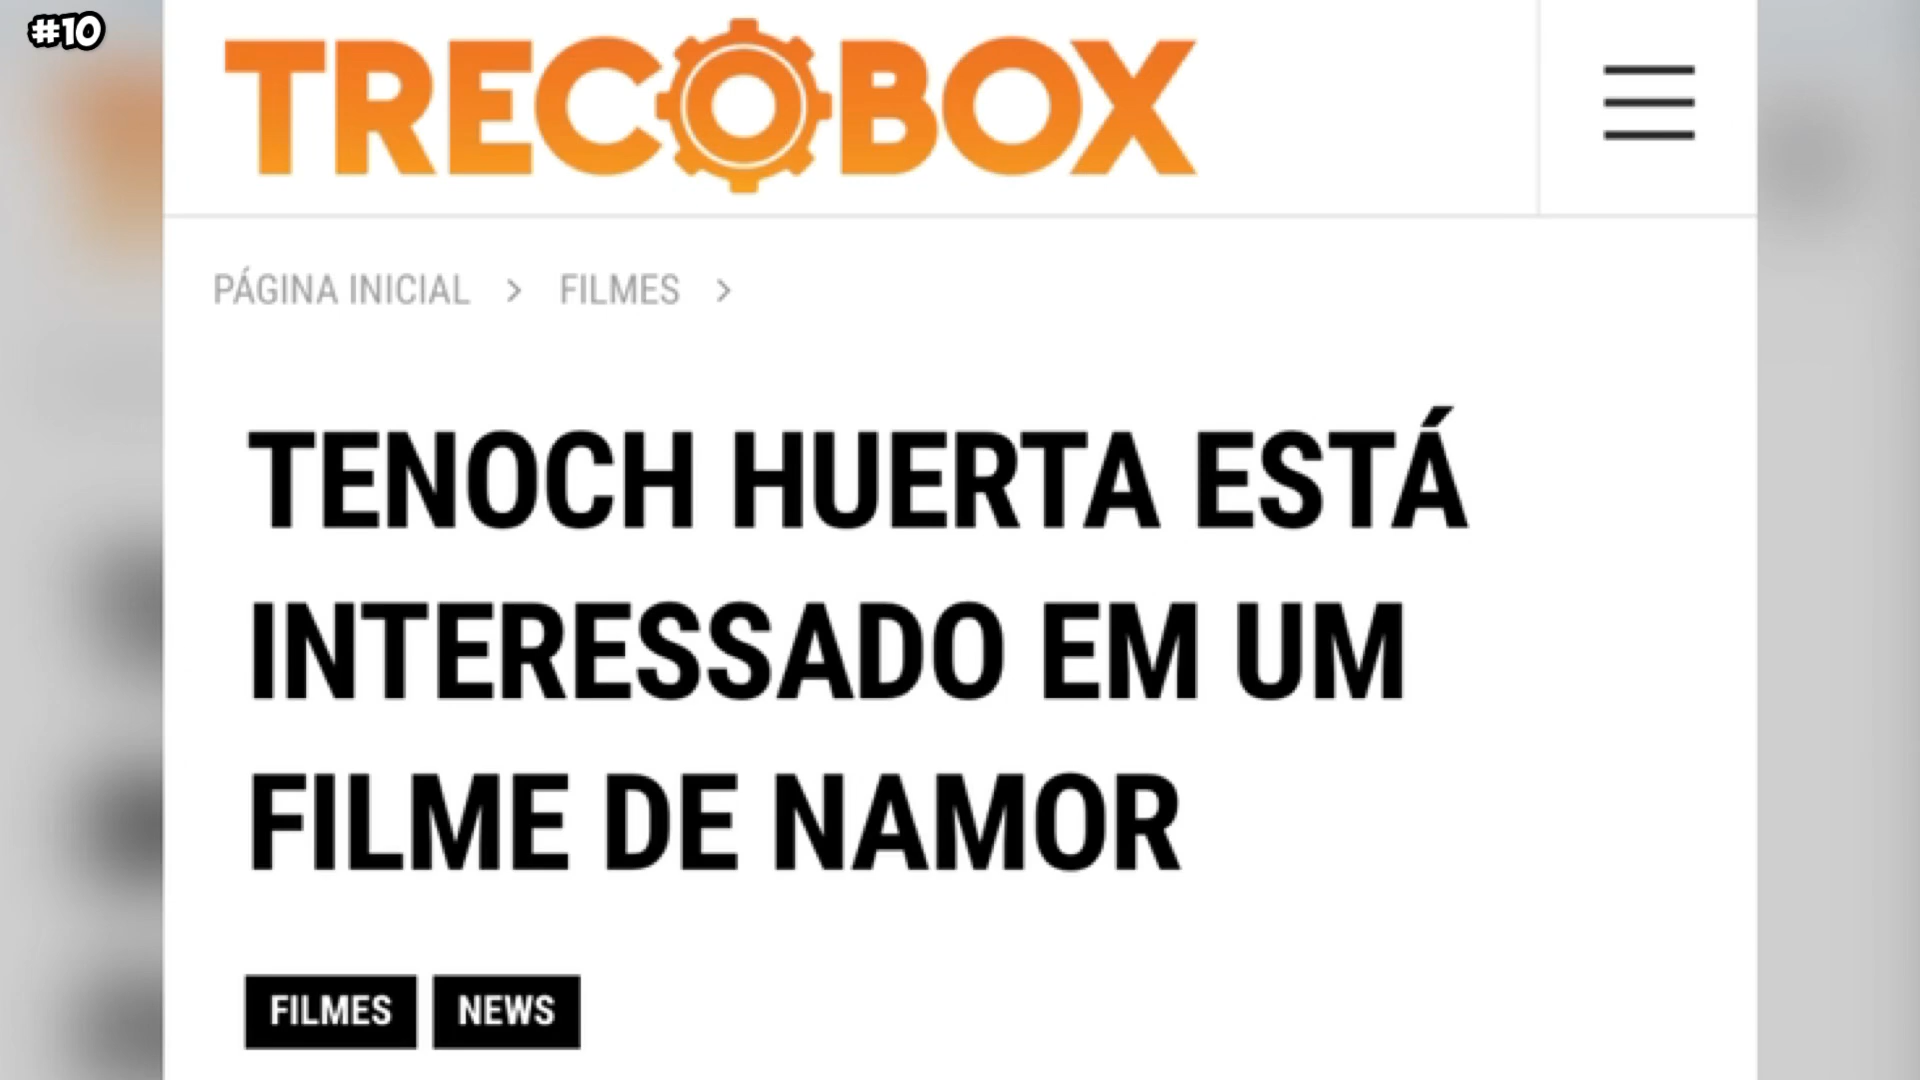 #10
TRECOBOX
PÁGINA INICIAL > FILMES >
TENOCH HUERTA ESTÁ
INTERESSADO EM UM
FILME DE NAMOR
FILMES NEWS